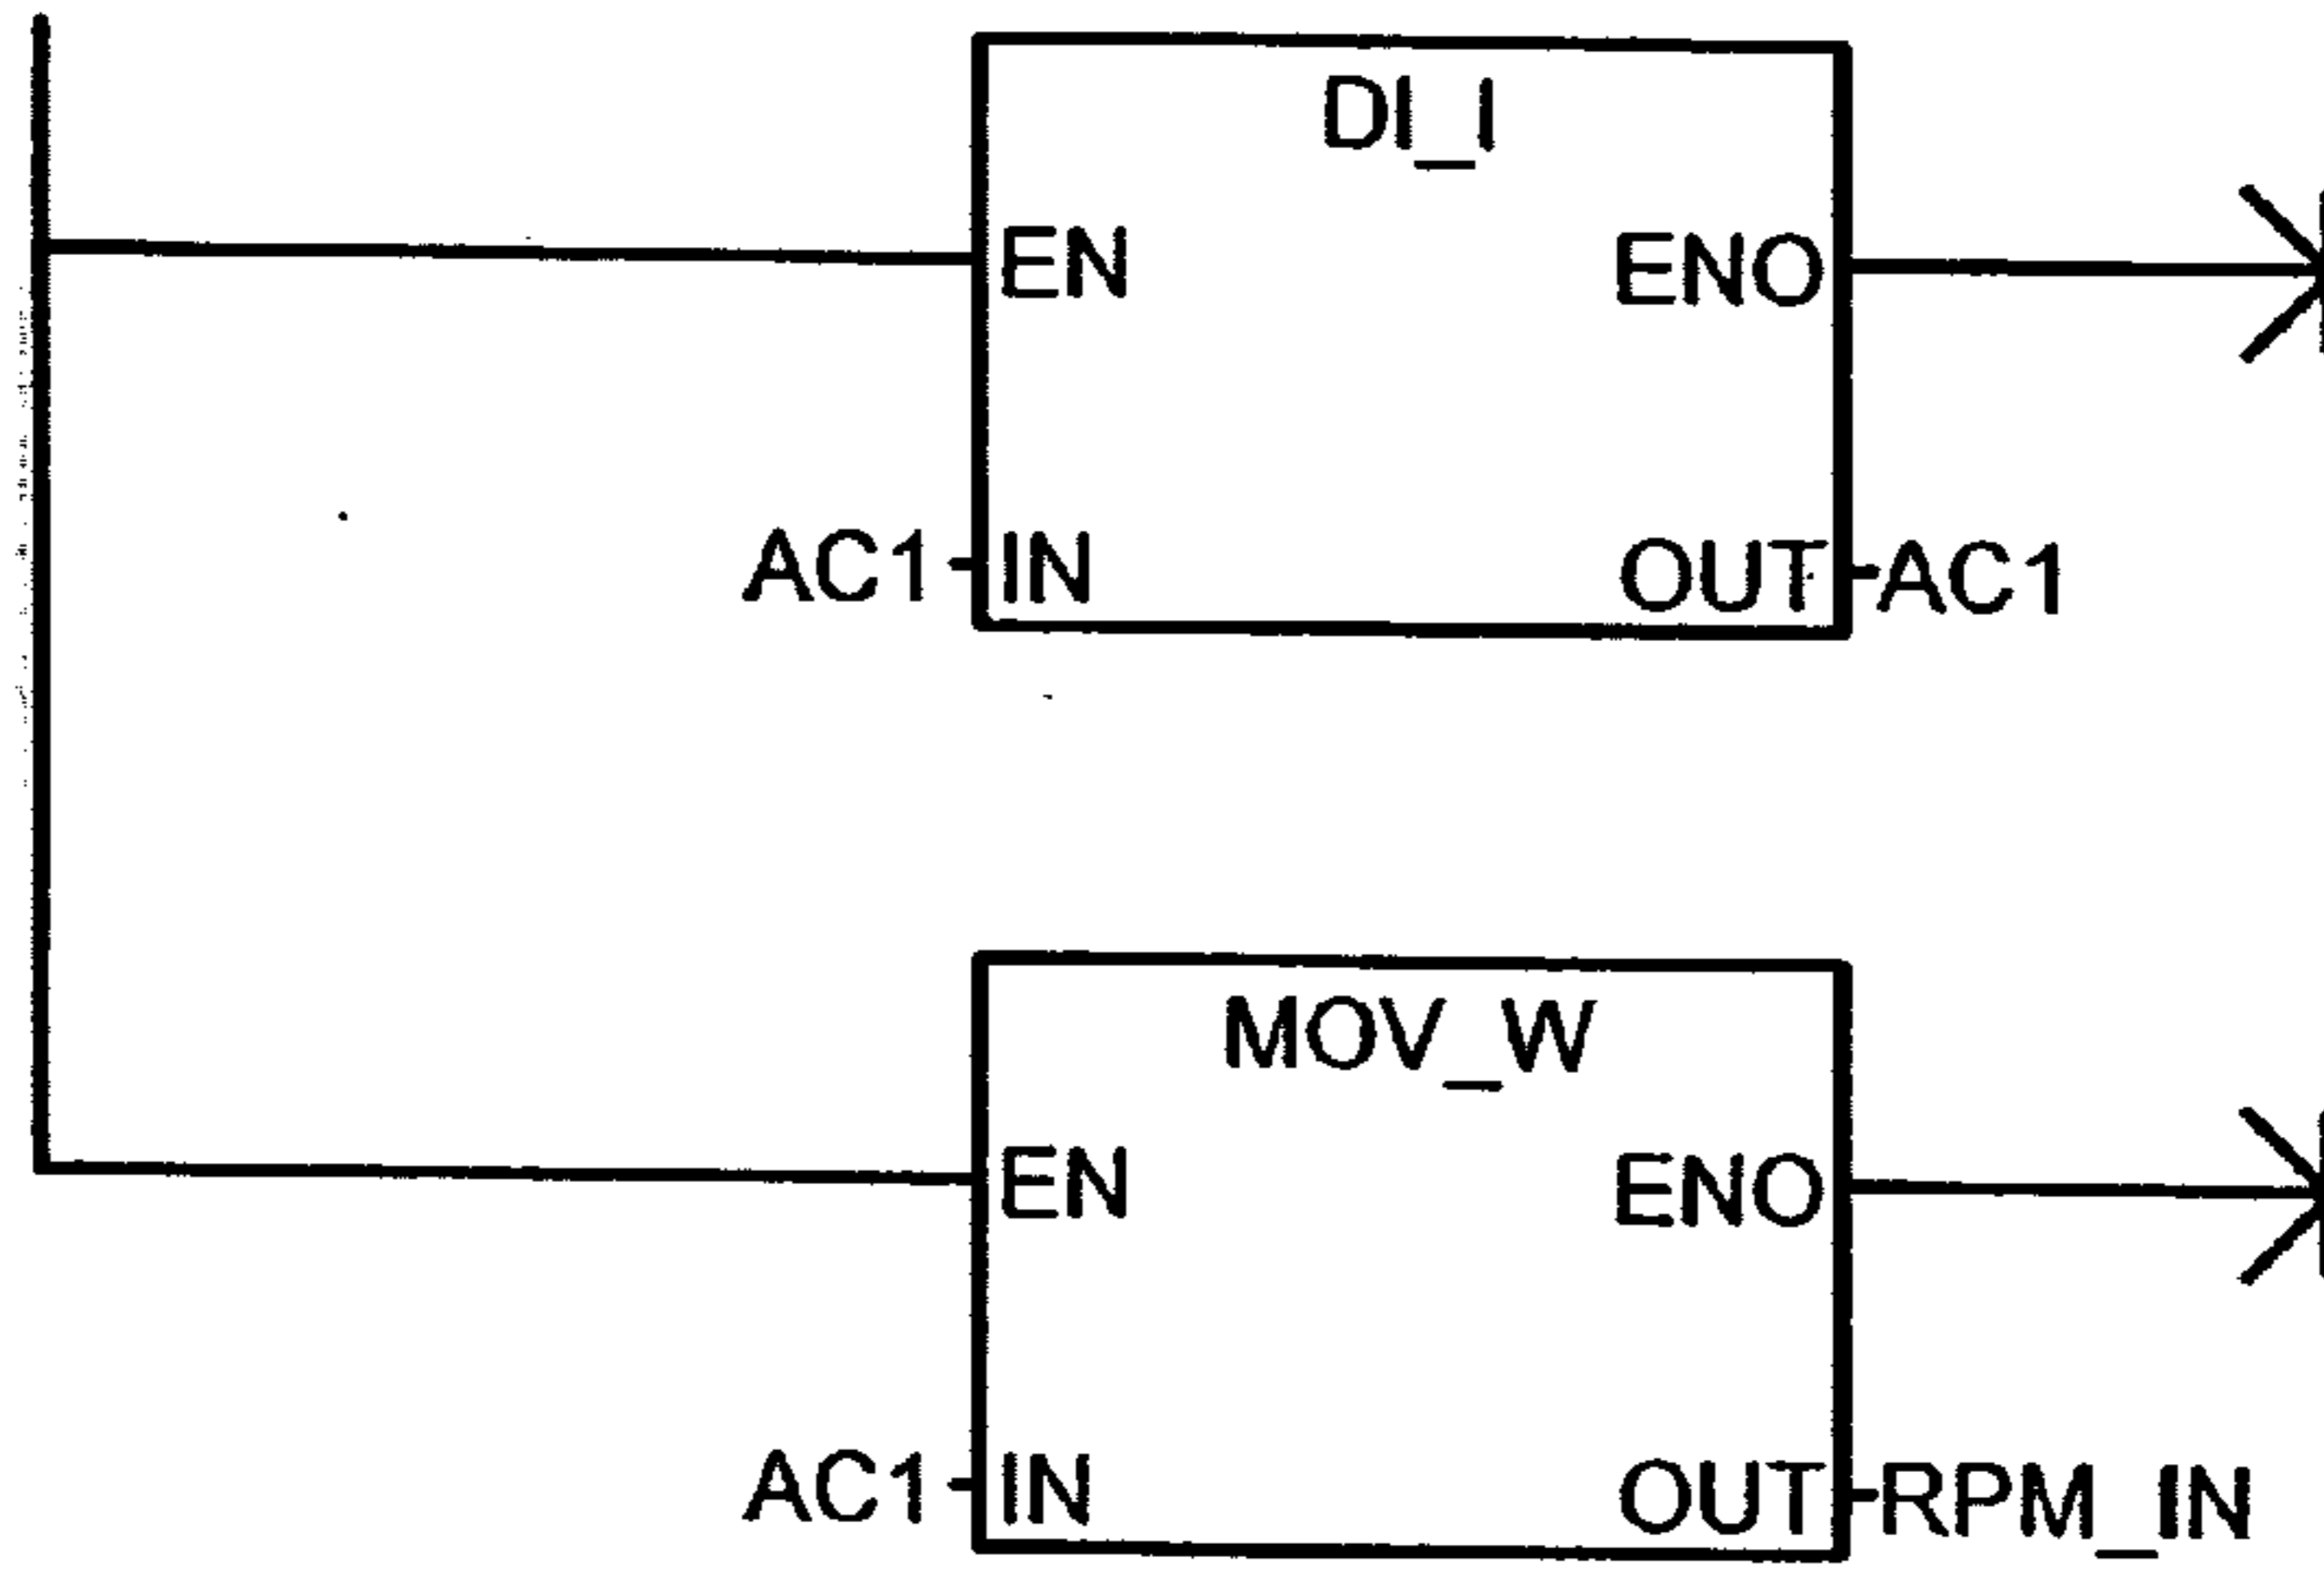 DI_I
EN ENO
AC1 IN OUT AC1
MOV_W
EN ENO
AC1 IN OUT RPM_IN